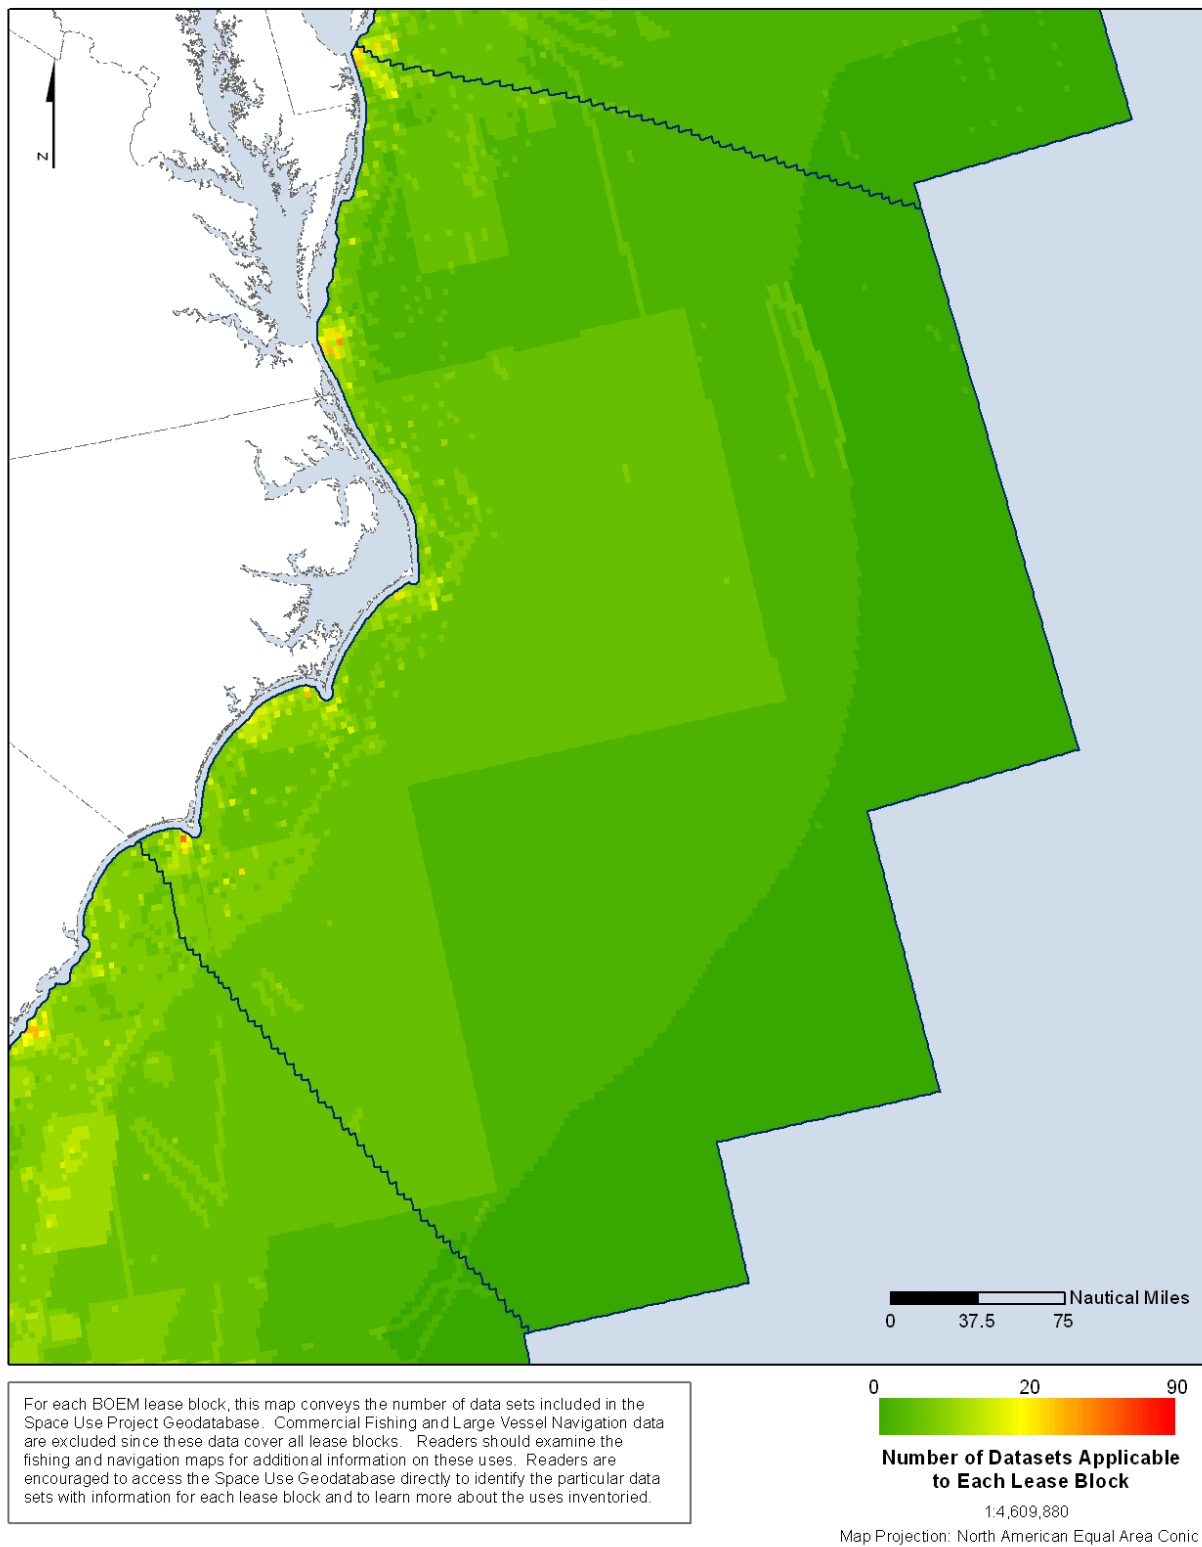 N
Nautical Miles
0 37.5 75
For each BOEM lease block, this map conveys the number of data sets included in the
Space Use Project Geodatabase. Commercial Fishing and Large Vessel Navigation data
are excluded since these data cover all lease blocks. Readers should examine the
fishing and navigation maps for additional information on these uses. Readers are
encouraged to access the Space Use Geodatabase directly to identify the particular data
sets with information for each lease block and to learn more about the uses inventoried.
0 20 90
Number of Datasets Applicable
to Each Lease Block
1:4,609,880
Map Projection: North American Equal Area Conic